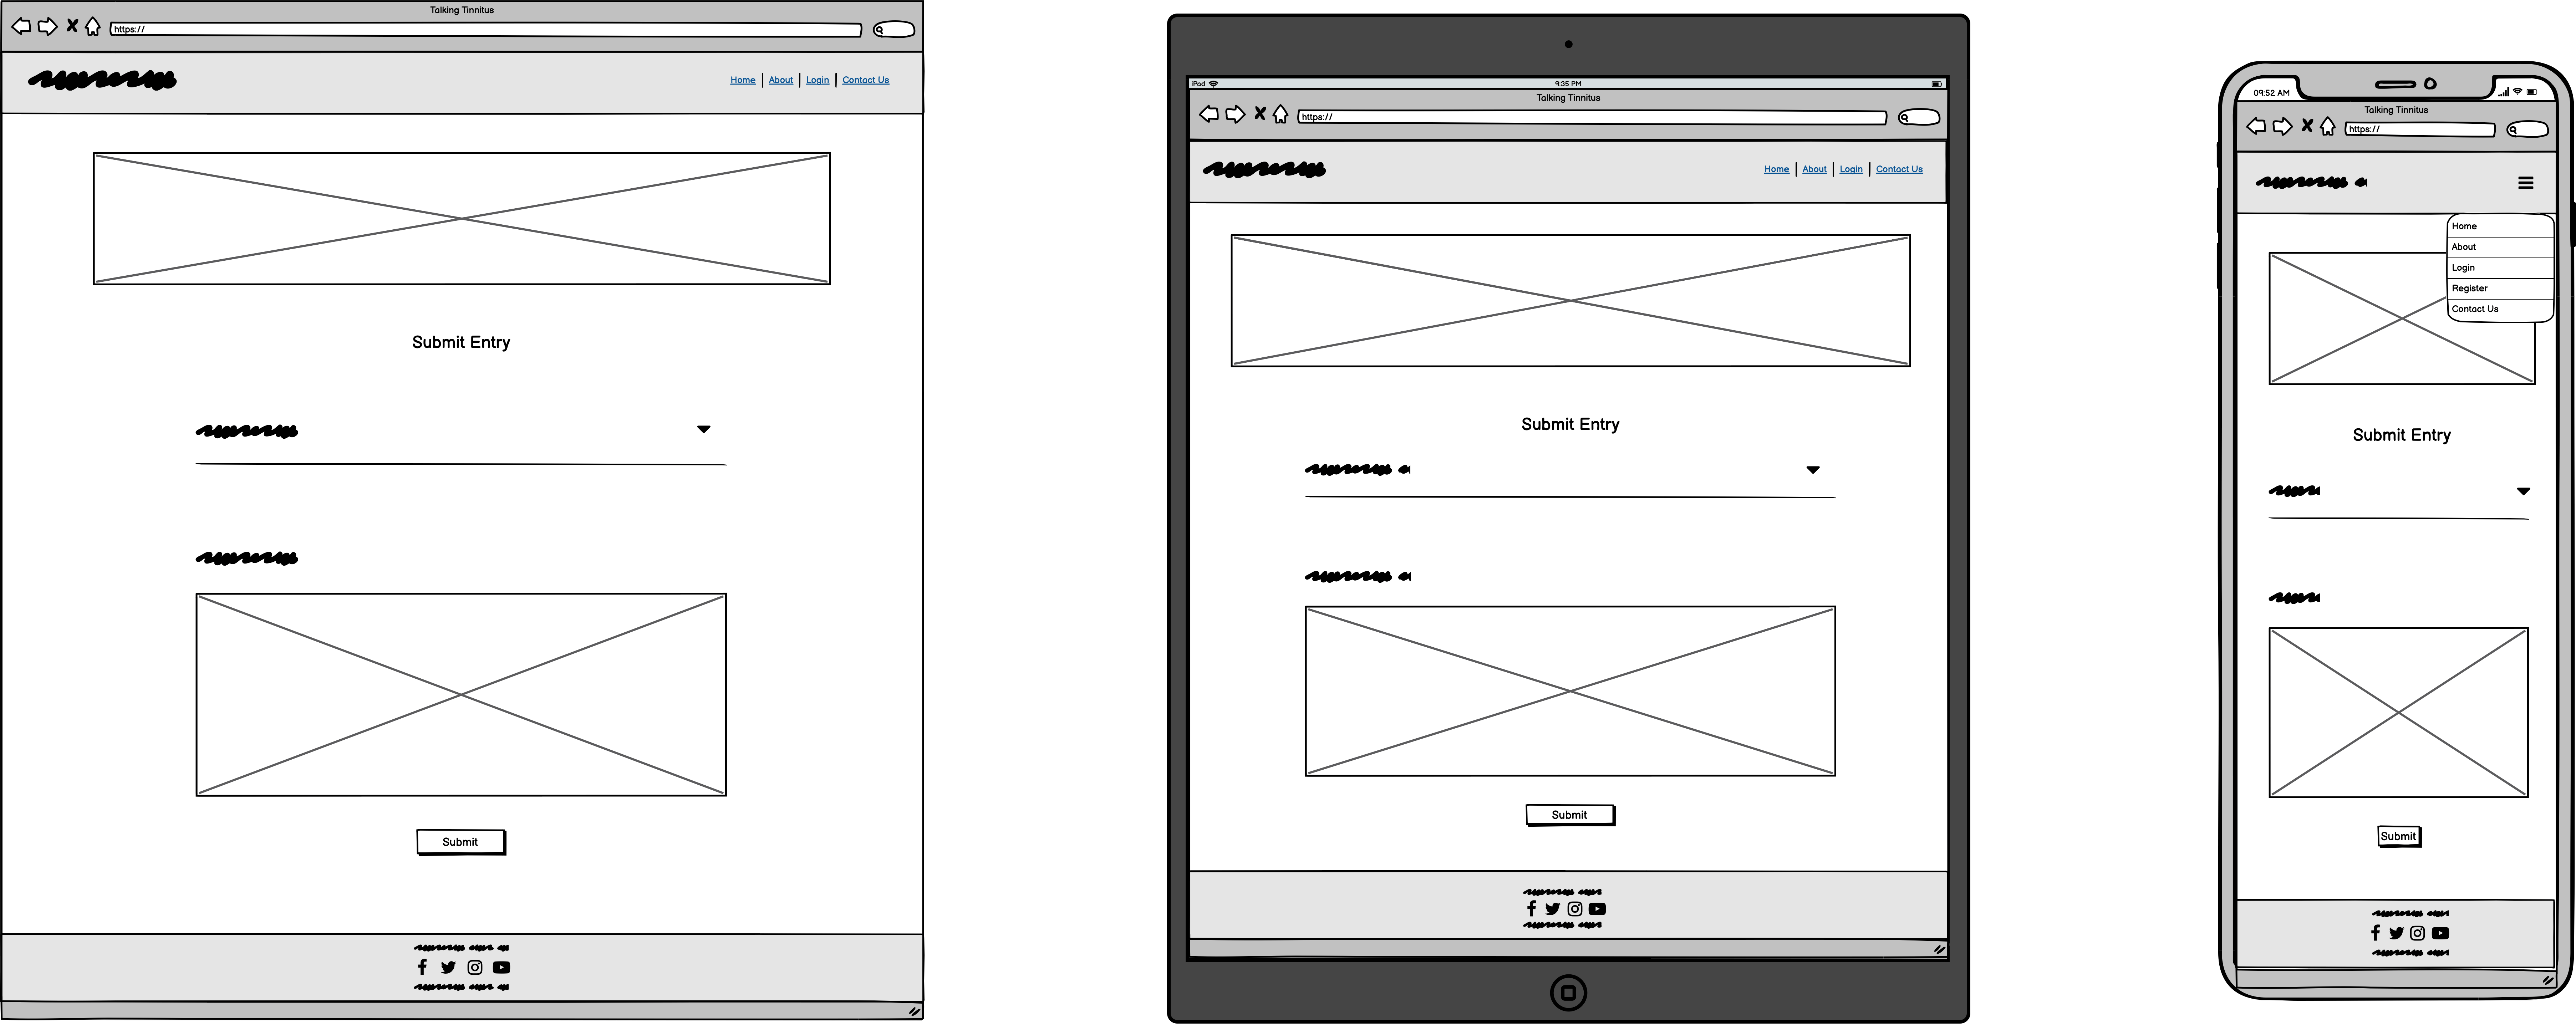 Talking Tinnitus
https://
Home About Login Contact Us
Submit Entry
Submit
iPad 9:35 PM
Talking Tinnitus
https://
Home About Login Contact Us
Submit Entry
Submit
09:52 AM
Talking Tinnitus
https://
Home
About
Login
Register
Contact Us
Submit Entry
Submit